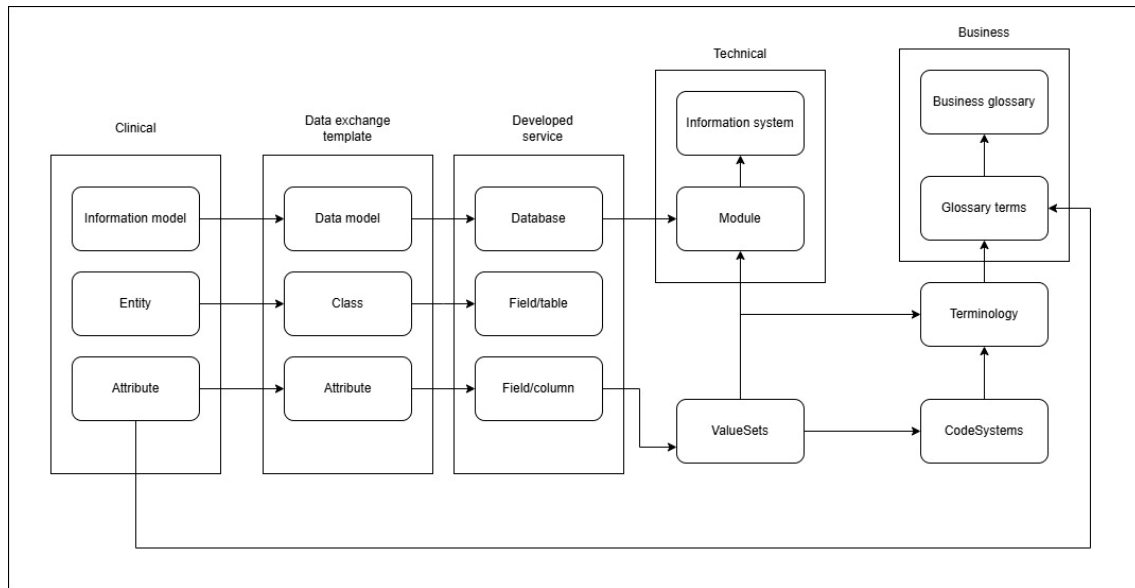 Business
Technical
Clinical
Data exchange
template
Developed
service
Business glossary
Information system
Information model
Data model
Database
Module
Glossary terms
Entity
Class
Field/table
Terminology
Attribute
Attribute
Field/column
ValueSets
CodeSystems